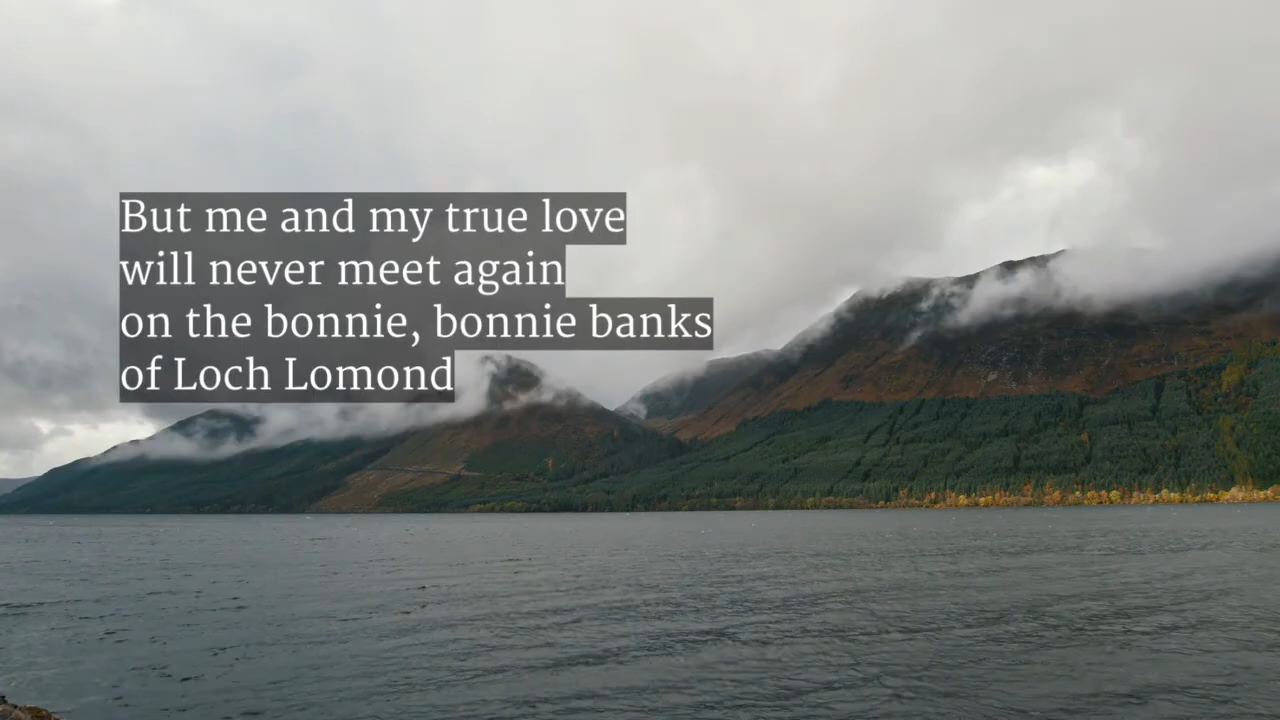 But me and my true love
will never meet again
on the bonnie, bonnie banks
of Loch Lomond